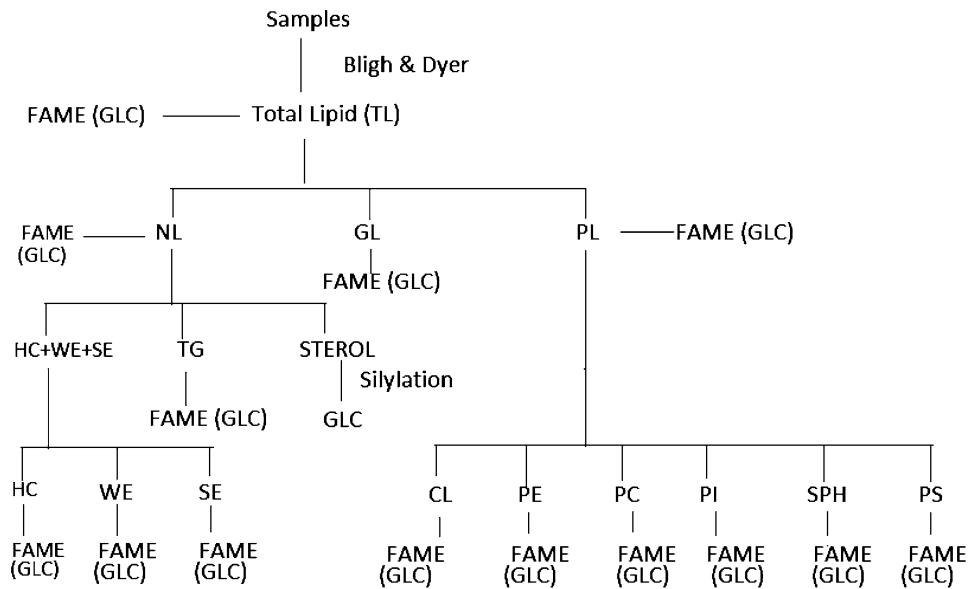 Samples
Bligh & Dyer
FAME (GLC) Total Lipid (TL)
FAME
(GLC)
NL GL PL FAME (GLC)
FAME (GLC)
HC+WE+SE TG STEROL
Silylation
FAME (GLC) GLC
HC WE SE CL PE PC PI SPH PS
FAME FAME FAME FAME FAME FAME FAME FAME FAME
(GLC) (GLC) (GLC) (GLC) (GLC) (GLC) (GLC) (GLC) (GLC)